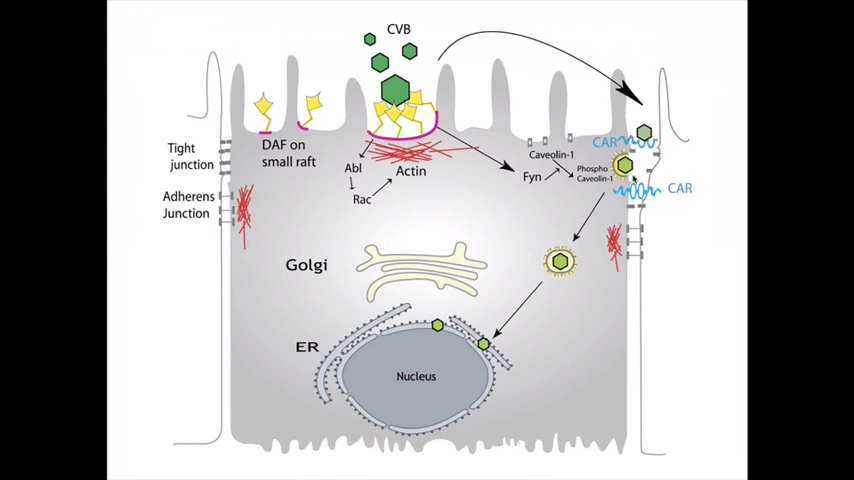 CVB
Tight
junction
DAF on
small raft
Abl
Actin
Rac
Caveolin-1
Fyn
Phospho
Caveolin-1
CAR
CAR
Adherens
Junction
Golgi
ER
Nucleus